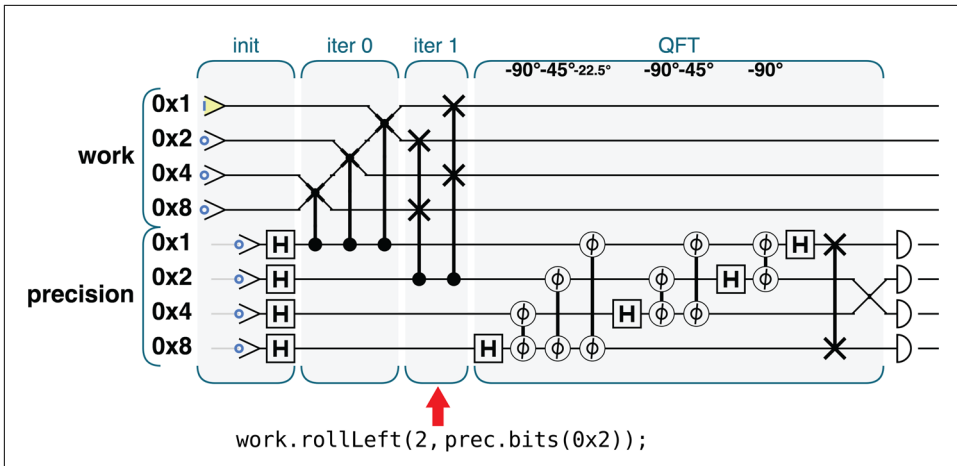 init iter 0 iter 1 QFT
-90°-45°-22.5° -90°-45° -90°
0x1
0x2
work
0x4
0x8
0x1
H H
0x2
H H
precision
0x4
H H
0x8
H H
ϕ ϕ ϕ ϕ ϕ ϕ
ϕ ϕ ϕ ϕ ϕ ϕ
work.rollLeft(2,prec.bits(0x2));